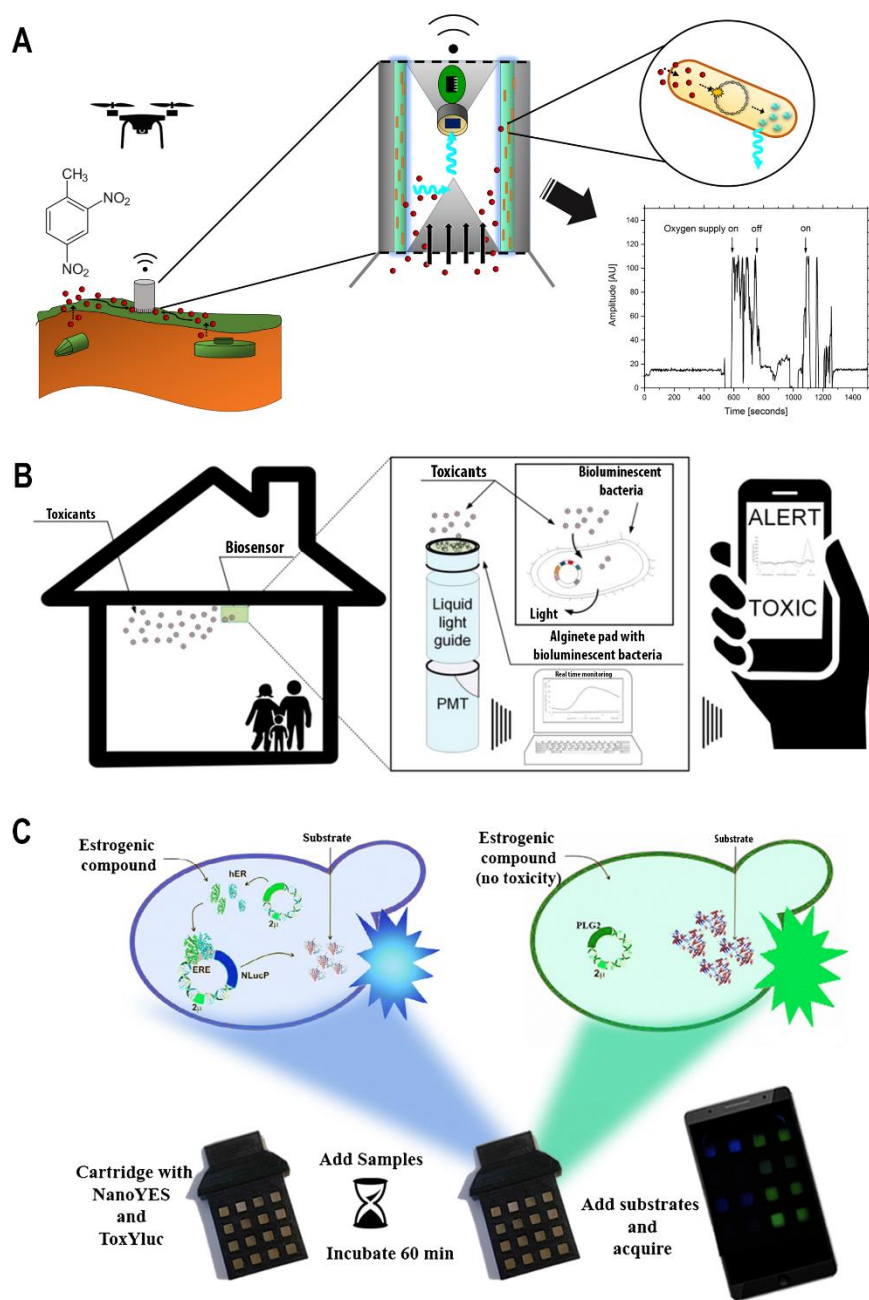 A
CH₃
NO₂
NO₂
Oxygen supply on
off
on
Amplitude [AU]
140
120
100
80
60
40
20
0
0
200
400
600
800
1000
1200
1400
Time [seconds]
B
Toxicants
Biosensor
Toxicants
Bioluminescent
bacteria
Light
Liquid
light
guide
Alginete pad with
bioluminescent bacteria
PMT
Real time monitoring
ALERT
TOXIC
C
Estrogenic
compound
Substrate
hER
2µ
ERE
NLucP
2µ
Estrogenic
compound
(no toxicity)
Substrate
PLG2
2µ
Cartridge with
NanoYES
and
ToxYluc
Add Samples
Incubate 60 min
Add substrates
and
acquire